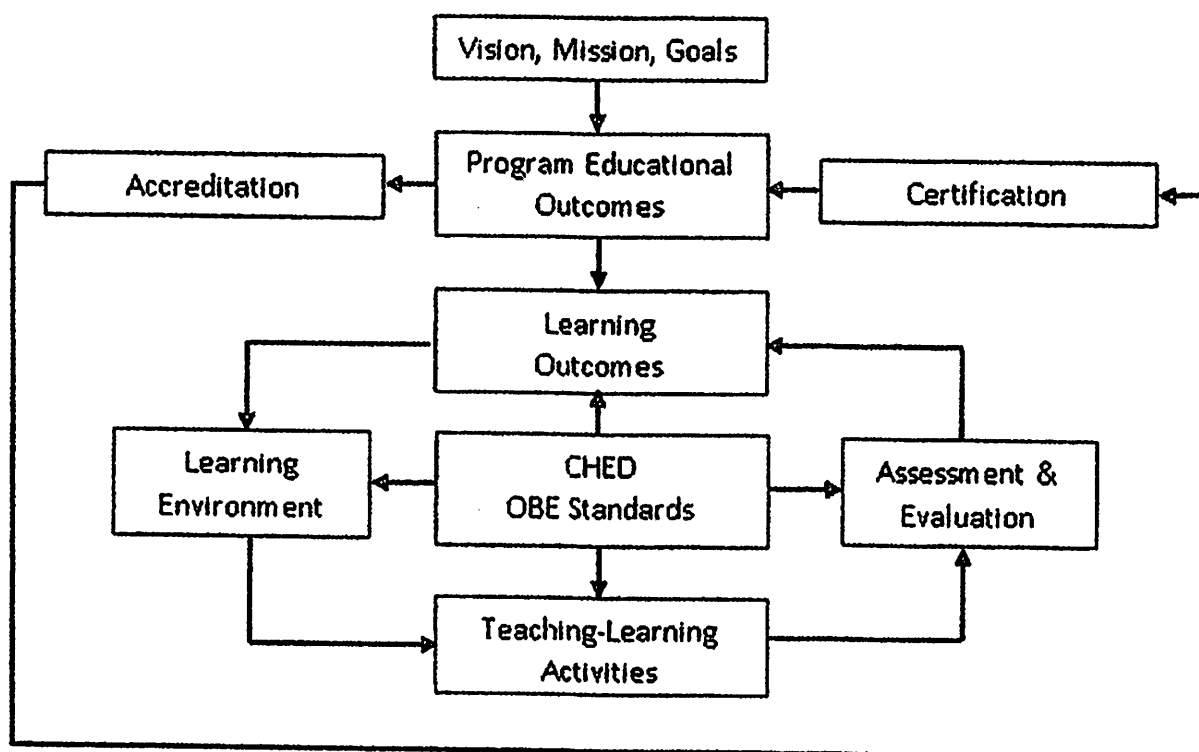 Vision, Mission, Goals
Accreditation
Program Educational
Outcomes
Certification
Learning
Outcomes
Learning
Environment
CHED
OBE Standards
Assessment &
Evaluation
Teaching-Learning
Activities